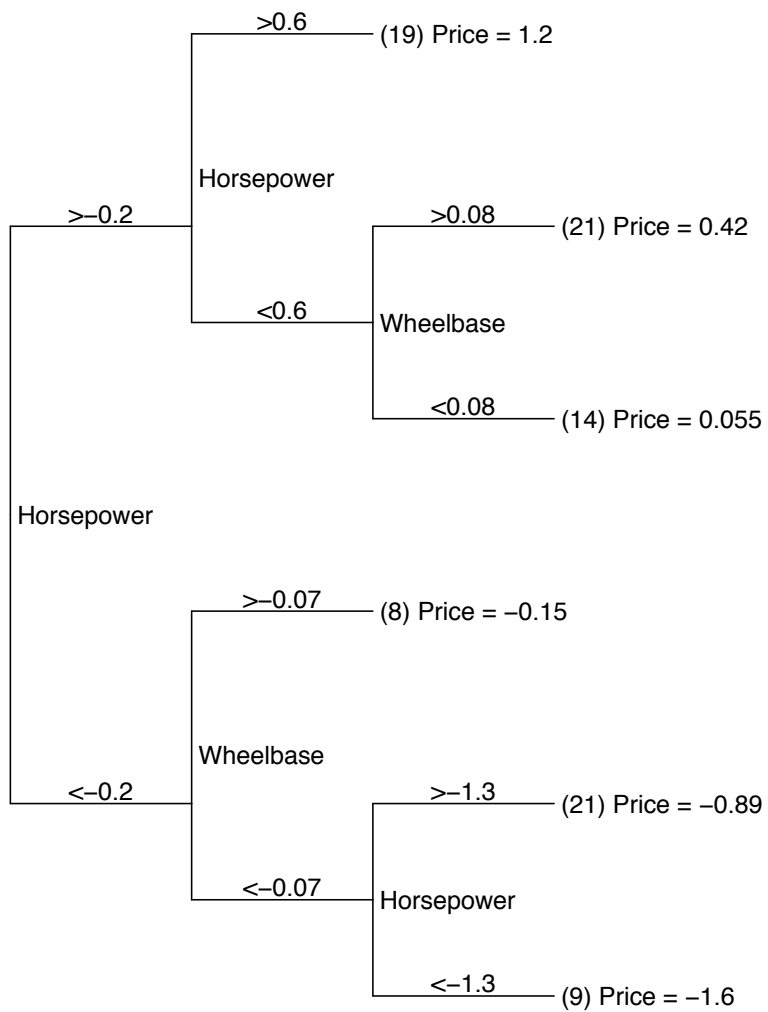 >0.6
(19) Price = 1.2
Horsepower
>−0.2
>0.08
(21) Price = 0.42
<0.6
Wheelbase
<0.08
(14) Price = 0.055
Horsepower
>−0.07
(8) Price = −0.15
Wheelbase
<−0.2
>−1.3
(21) Price = −0.89
<−0.07
Horsepower
<−1.3
(9) Price = −1.6